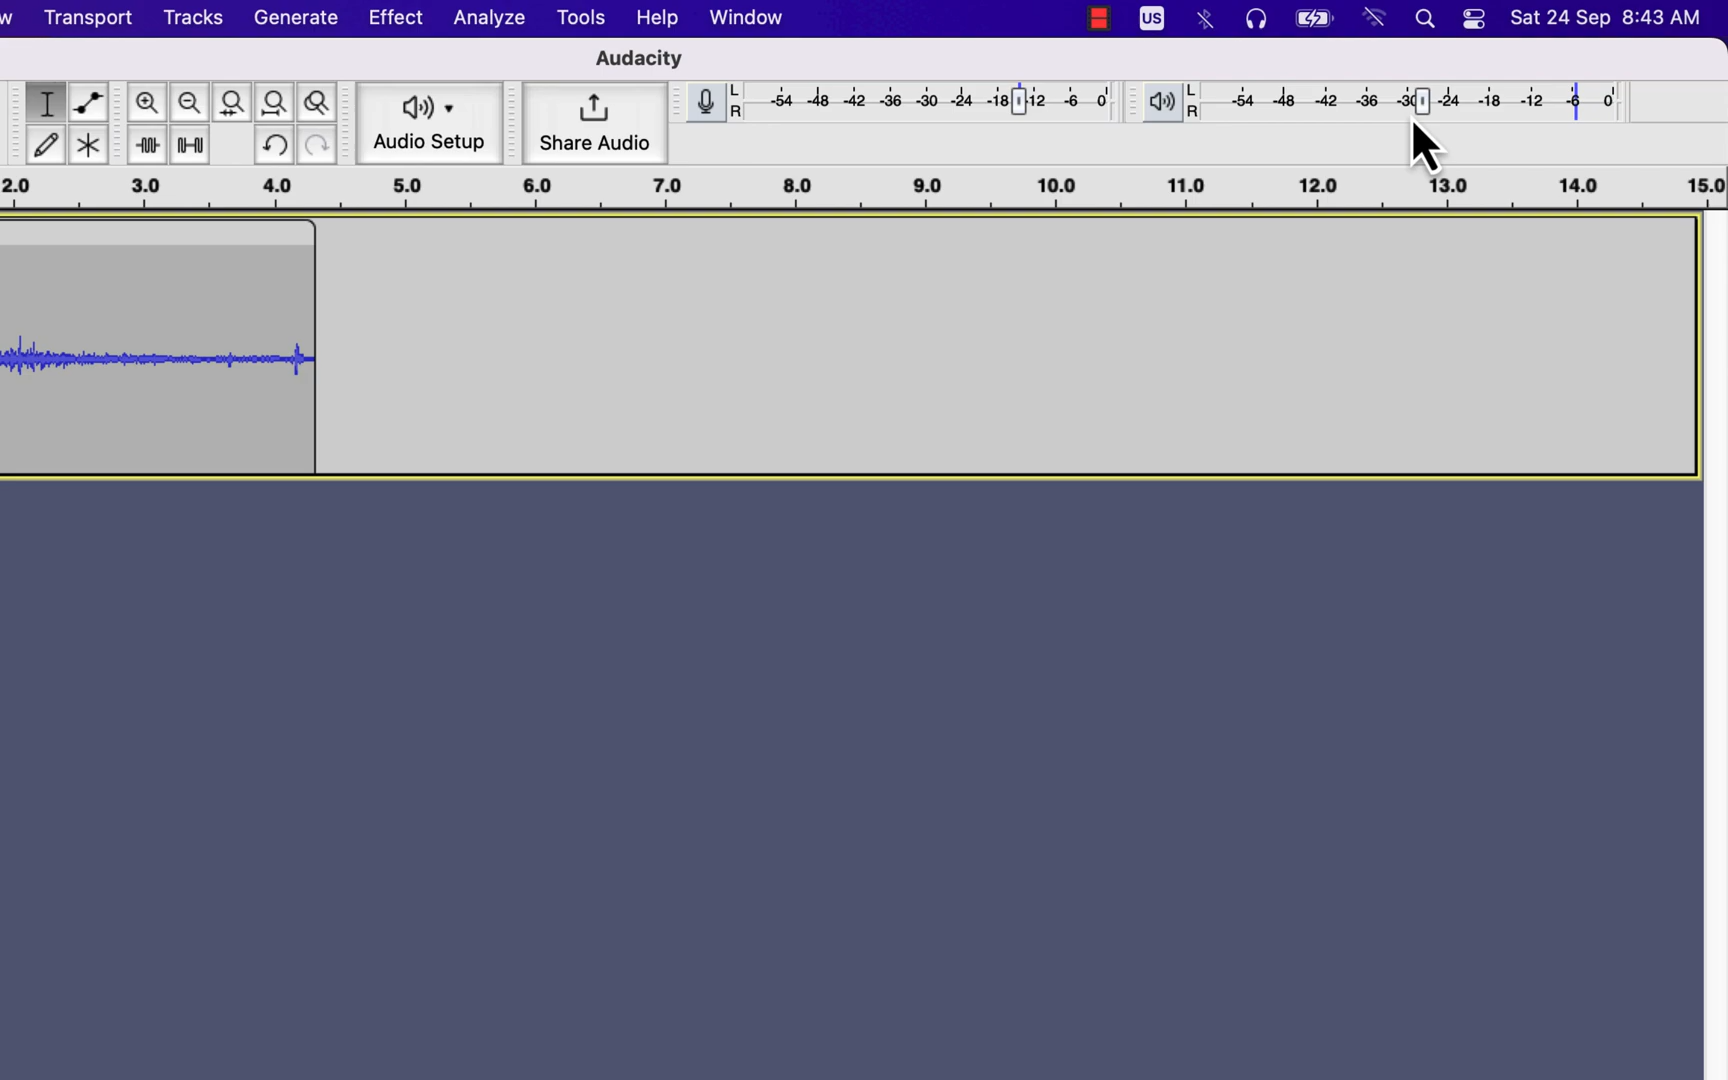 w Transport Tracks Generate Effect Analyze Tools Help Window US Sat 24 Sep 8:43 AM
Audacity
L -54 -48 -42 -36 -30 -24 -18 -12 -6 0 L -54 -48 -42 -36 -30 -24 -18 -12 -6 0
R R
Audio Setup Share Audio
2.0 3.0 4.0 5.0 6.0 7.0 8.0 9.0 10.0 11.0 12.0 13.0 14.0 15.0